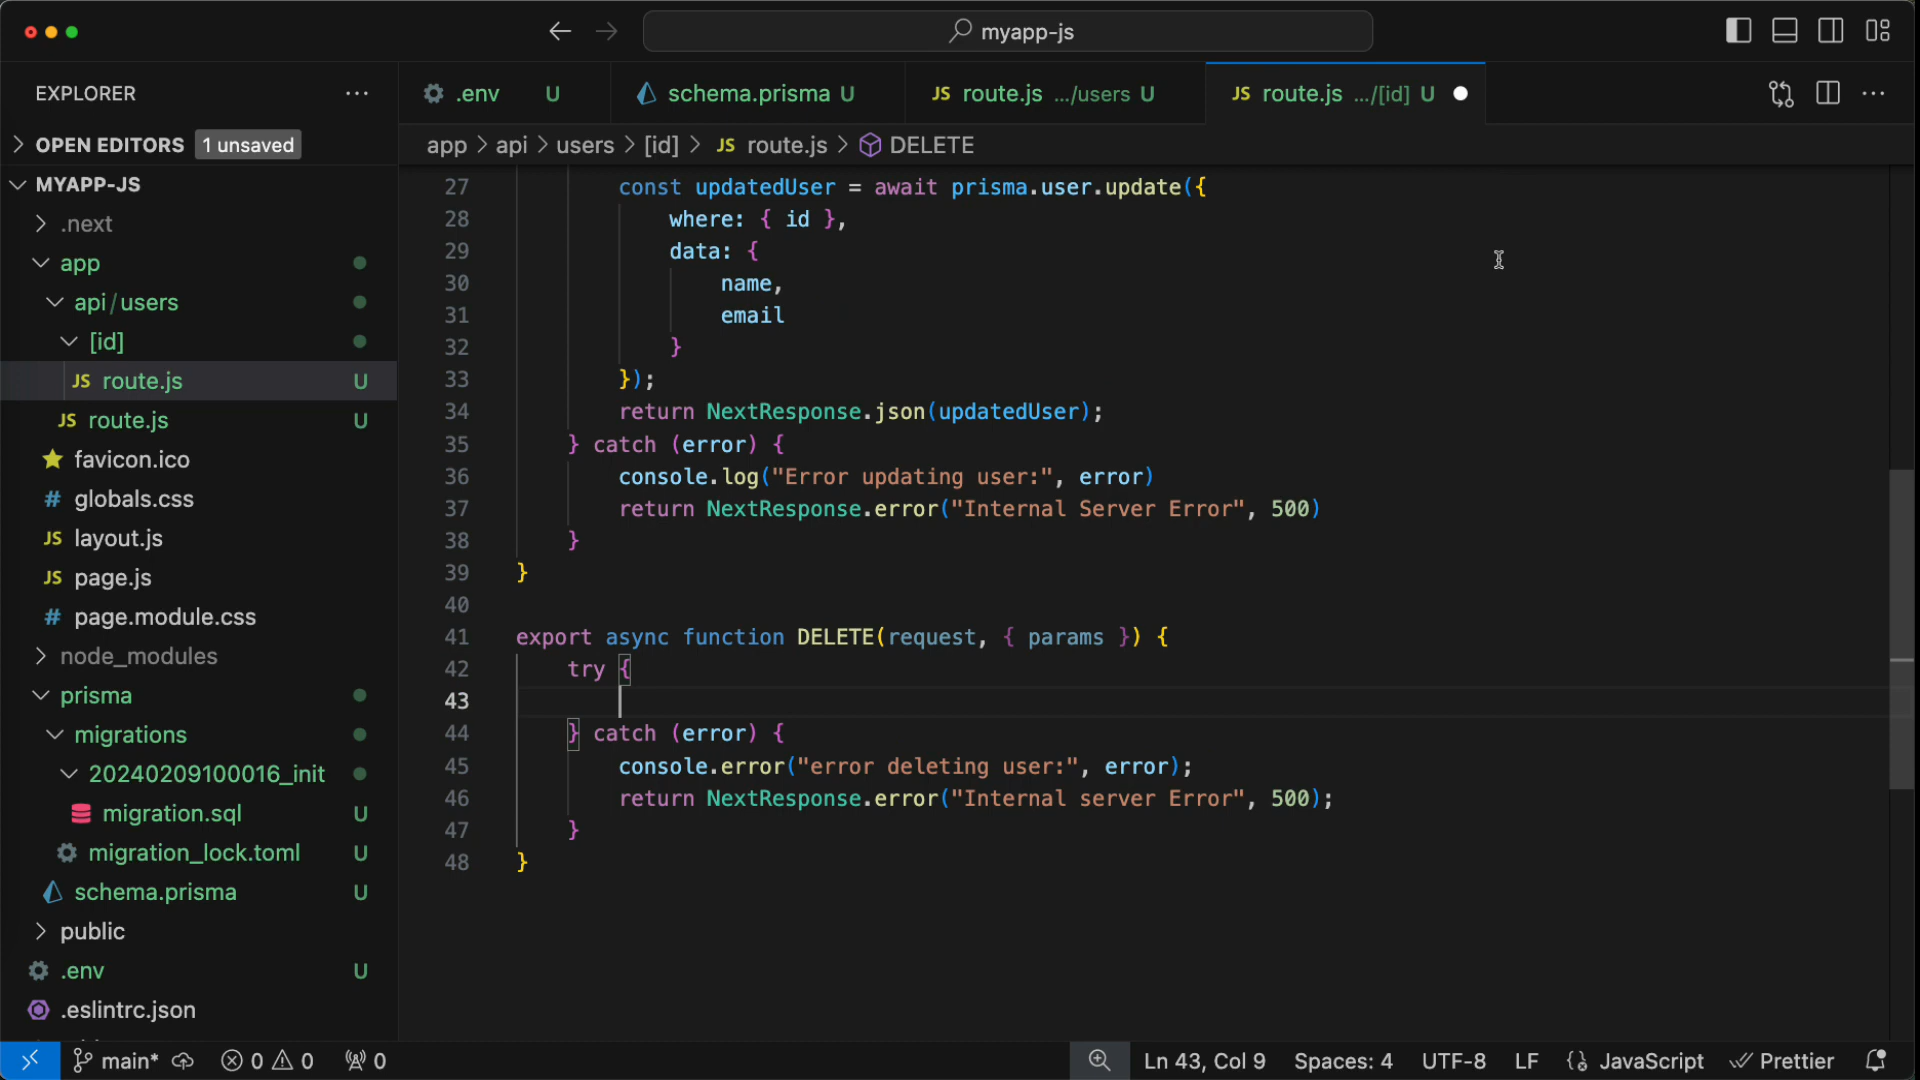 myapp-js
EXPLORER ···
OPEN EDITORS 1 unsaved
MYAPP-JS
.next
app
api/users
[id]
JS route.js U
JS route.js U
favicon.ico
# globals.css
JS layout.js
JS page.js
# page.module.css
node_modules
prisma
migrations
20240209100016_init
migration.sql U
migration_lock.toml U
schema.prisma U
public
.env U
.eslintrc.json
.env U
schema.prisma U
JS route.js .../users U
JS route.js .../[id] U
app > api > users > [id] > JS route.js > DELETE
27 const updatedUser = await prisma.user.update({
28 where: { id },
29 data: {
30 name,
31 email
32 }
33 });
34 return NextResponse.json(updatedUser);
35 } catch (error) {
36 console.log("Error updating user:", error)
37 return NextResponse.error("Internal Server Error", 500)
38 }
39 }
40
41 export async function DELETE(request, { params }) {
42 try {
43
44 } catch (error) {
45 console.error("error deleting user:", error);
46 return NextResponse.error("Internal server Error", 500);
47 }
48 }
main* 0 0 0 Ln 43, Col 9 Spaces: 4 UTF-8 LF JavaScript Prettier